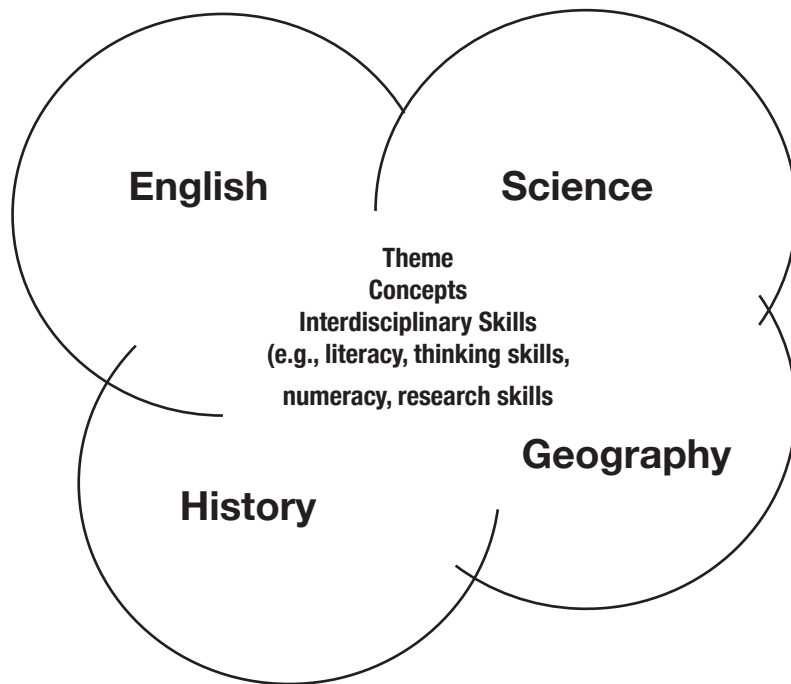 English
Science
Theme
Concepts
Interdisciplinary Skills
(e.g., literacy, thinking skills,
numeracy, research skills
Geography
History